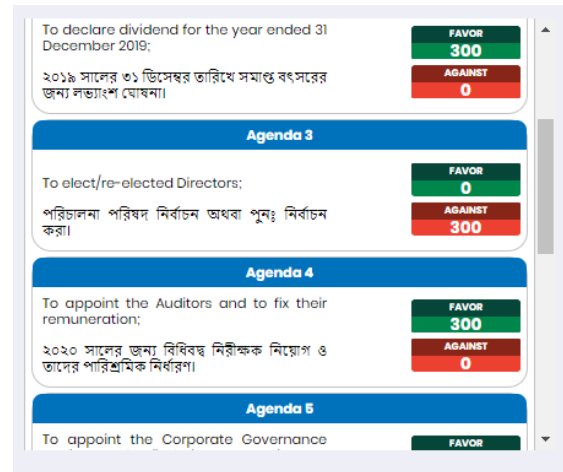 To declare dividend for the year ended 31
December 2019;
FAVOR
300
২০১৯ সালের ৩১ ডিসেম্বর তারিখে সমাপ্ত বৎসরের
জন্য লভ্যাংশ ঘোষনা।
AGAINST
0
Agenda 3
To elect/re-elected Directors;
FAVOR
0
পরিচালনা পরিষদ নির্বাচন অথবা পুনঃ নির্বাচন
করা।
AGAINST
300
Agenda 4
To appoint the Auditors and to fix their
remuneration;
FAVOR
300
২০২০ সালের জন্য বিধিবদ্ধ নিরীক্ষক নিয়োগ ও
তাদের পারিশ্রমিক নির্ধারণ।
AGAINST
0
Agenda 5
To appoint the Corporate Governance
FAVOR